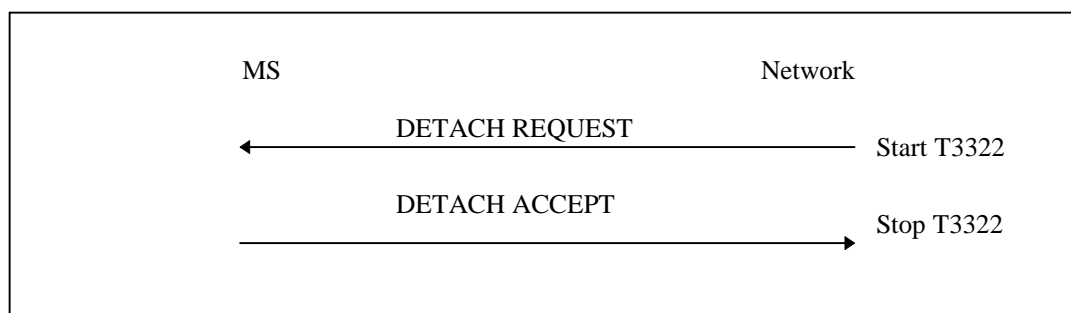 MS
Network
DETACH REQUEST
Start T3322
DETACH ACCEPT
Stop T3322